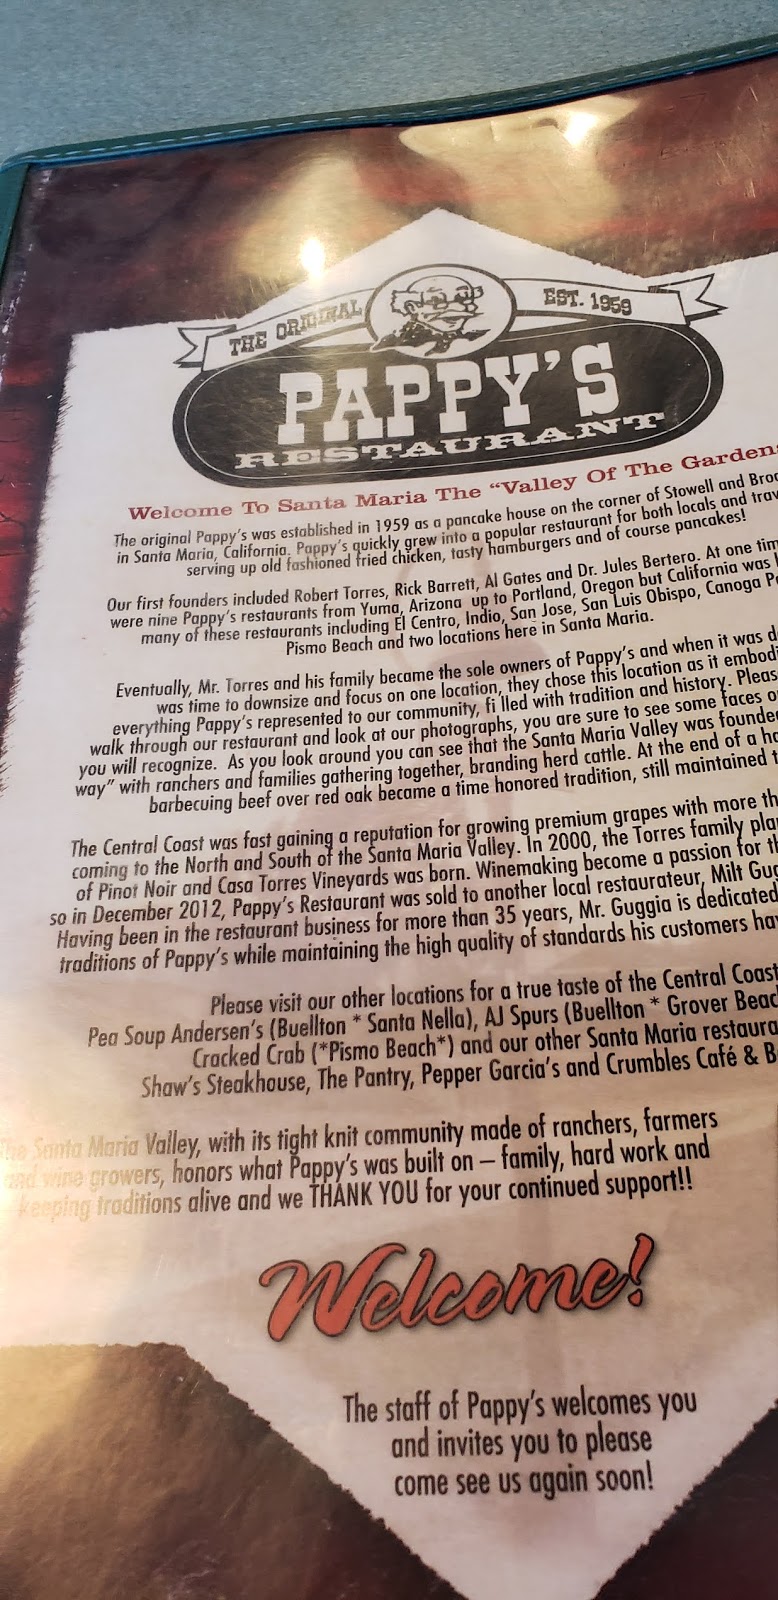 THE ORIGINAL EST. 1959
PAPPY'S
RESTAURANT
Welcome To Santa Maria The "Valley Of The Garden
The original Pappy's was established in 1959 as a pancake house on the corner of Stowell and
in Santa Maria, California. Pappy's quickly grew into a popular restaurant for both locals and
serving up old fashioned fried chicken, tasty hamburgers and of course pancakes!
Our first founders included Robert Torres, Rick Barrett, Al Gates and Dr. Jules Bertero. At one
were nine Pappy's restaurants from Yuma, Arizona up to Portland, Oregon but California was
many of these restaurants including El Centro, Indio, San Jose, San Luis Obispo, Canoga
Pismo Beach and two locations here in Santa Maria.
Eventually, Mr. Torres and his family became the sole owners of Pappy's and when it was
was time to downsize and focus on one location, they chose this location as it
everything Pappy's represented to our community, fi lled with tradition and history.
walk through our restaurant and look at our photographs, you are sure to see some faces
you will recognize. As you look around you can see that the Santa Maria Valley was
way" with ranchers and families gathering together, branding herd cattle. At the end of a
barbecuing beef over red oak became a time honored tradition, still maintained
The Central Coast was fast gaining a reputation for growing premium grapes with more
coming to the North and South of the Santa Maria Valley. In 2000, the Torres family
of Pinot Noir and Casa Torres Vineyards was born. Winemaking become a passion for
so in December 2012, Pappy's Restaurant was sold to another local restaurateur, Milt
Having been in the restaurant business for more than 35 years, Mr. Guggia is dedicated
traditions of Pappy's while maintaining the high quality of standards his customers
Please visit our other locations for a true taste of the Central Coast
Pea Soup Andersen's (Buellton * Santa Nella), AJ Spurs (Buellton * Grover
Cracked Crab (*Pismo Beach*) and our other Santa Maria
Shaw's Steakhouse, The Pantry, Pepper Garcia's and Crumbles Café &
The Santa Maria Valley, with its tight knit community made of ranchers, farmers
and wine growers, honors what Pappy's was built on – family, hard work and
keeping traditions alive and we THANK YOU for your continued support!!
Welcome!
The staff of Pappy's welcomes you
and invites you to please
come see us again soon!